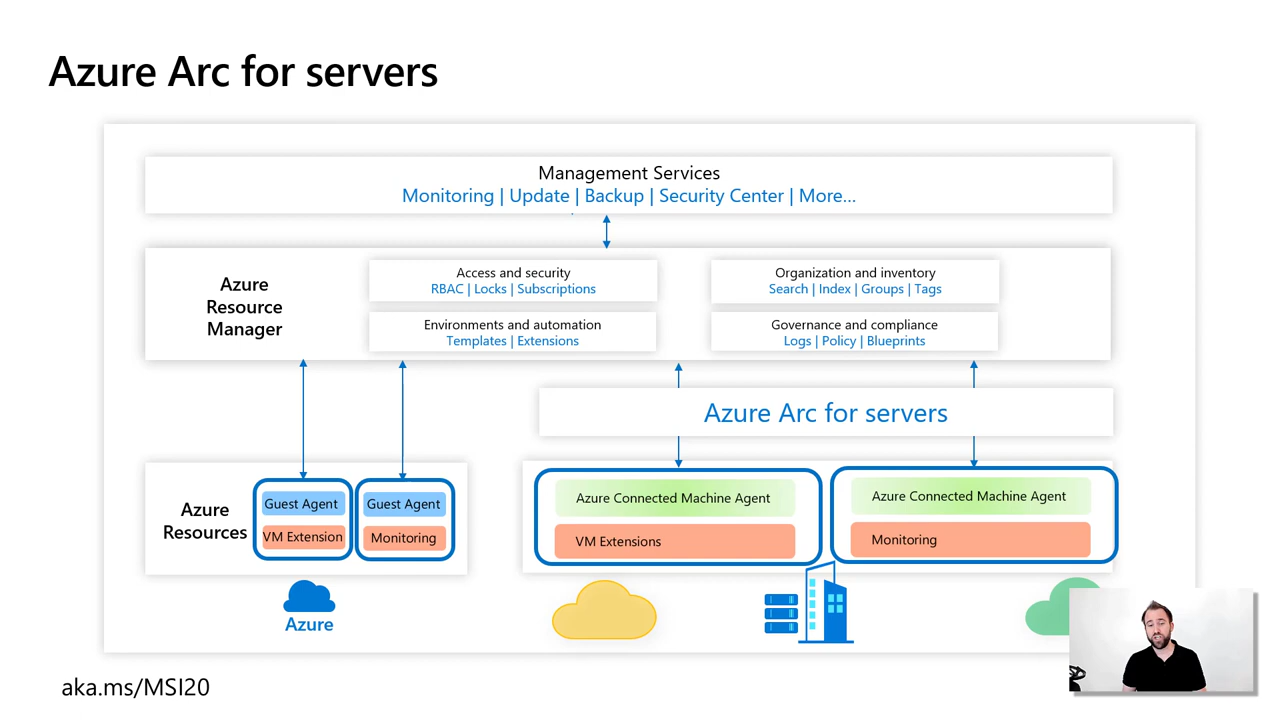 Azure Arc for servers
Management Services
Monitoring | Update | Backup | Security Center | More...
Azure
Resource
Manager
Access and security
RBAC | Locks | Subscriptions
Organization and inventory
Search | Index | Groups | Tags
Environments and automation
Templates | Extensions
Governance and compliance
Logs | Policy | Blueprints
Azure Arc for servers
Azure
Resources
Guest Agent
VM Extension
Guest Agent
Monitoring
Azure Connected Machine Agent
VM Extensions
Azure Connected Machine Agent
Monitoring
Azure
aka.ms/MSI20